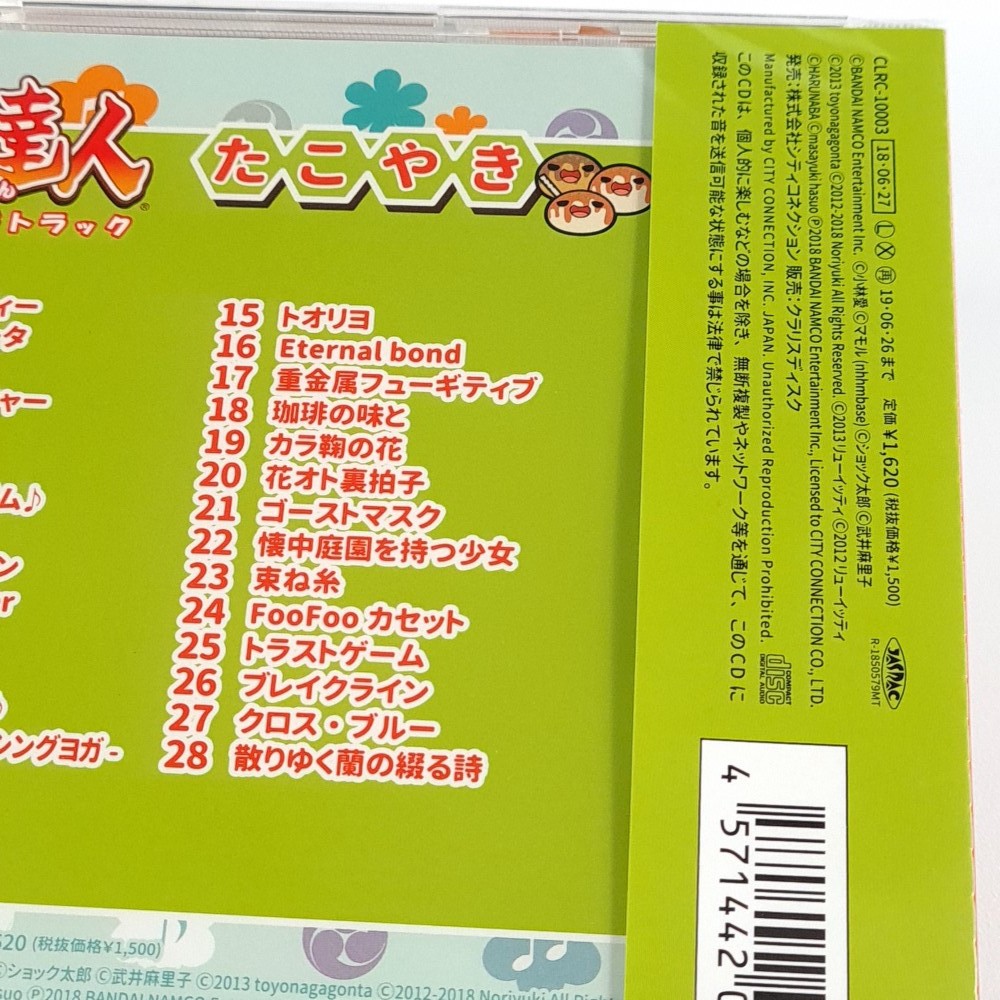 達人
ん
トラック
たこやき
ィー
タ
ャー
ム♪
ン
er
シングヨガ-
15 トオリヨ
16 Eternal bond
17 重金属フューギティブ
18 珈琲の味と
19 カラ鞠の花
20 花オト裏拍子
21 ゴーストマスク
22 懐中庭園を持つ少女
23 束ね糸
24 FooFoo カセット
25 トラストゲーム
26 ブレイクライン
27 クロス・ブルー
28 散りゆく蘭の綴る詩
620 (税抜価格¥1,500)
©ショック太郎 ©武井麻里子 ©2013 toyonagagonta ©2012-2018 Noriyuki All Right
suo ℗2018 BANDAI NAMCO
CLRC-10003 18・06・27 Ⓛ Ⓧ ㊞ 19・06・26まで 定価¥1,620 (税抜価格¥1,500)
©BANDAI NAMCO Entertainment Inc. ©小林愛 ©マモル (nhhmbase) ©ショック太郎 ©武井麻里子
©2013 toyonagagonta ©2012-2018 Noriyuki All Rights Reserved. ©2013 リューイッティ ©2012 リューイッティ
©HARUNABA ©masayuki hasuo ℗2018 BANDAI NAMCO Entertainment Inc., Licensed to CITY CONNECTION CO., LTD.
発売:株式会社シティコネクション 販売:クラリスディスク
Manufactured by CITY CONNECTION, INC. JAPAN. Unauthorized Reproduction Prohibited.
このCDは、個人的に楽しむなどの場合を除き、無断複製やネットワーク等を通じて、このCDに
収録された音を送信可能な状態にする事は法律で禁じられています。
COMPACT
disc
DIGITAL AUDIO
JASRAC
R-1850579MT
4 571442